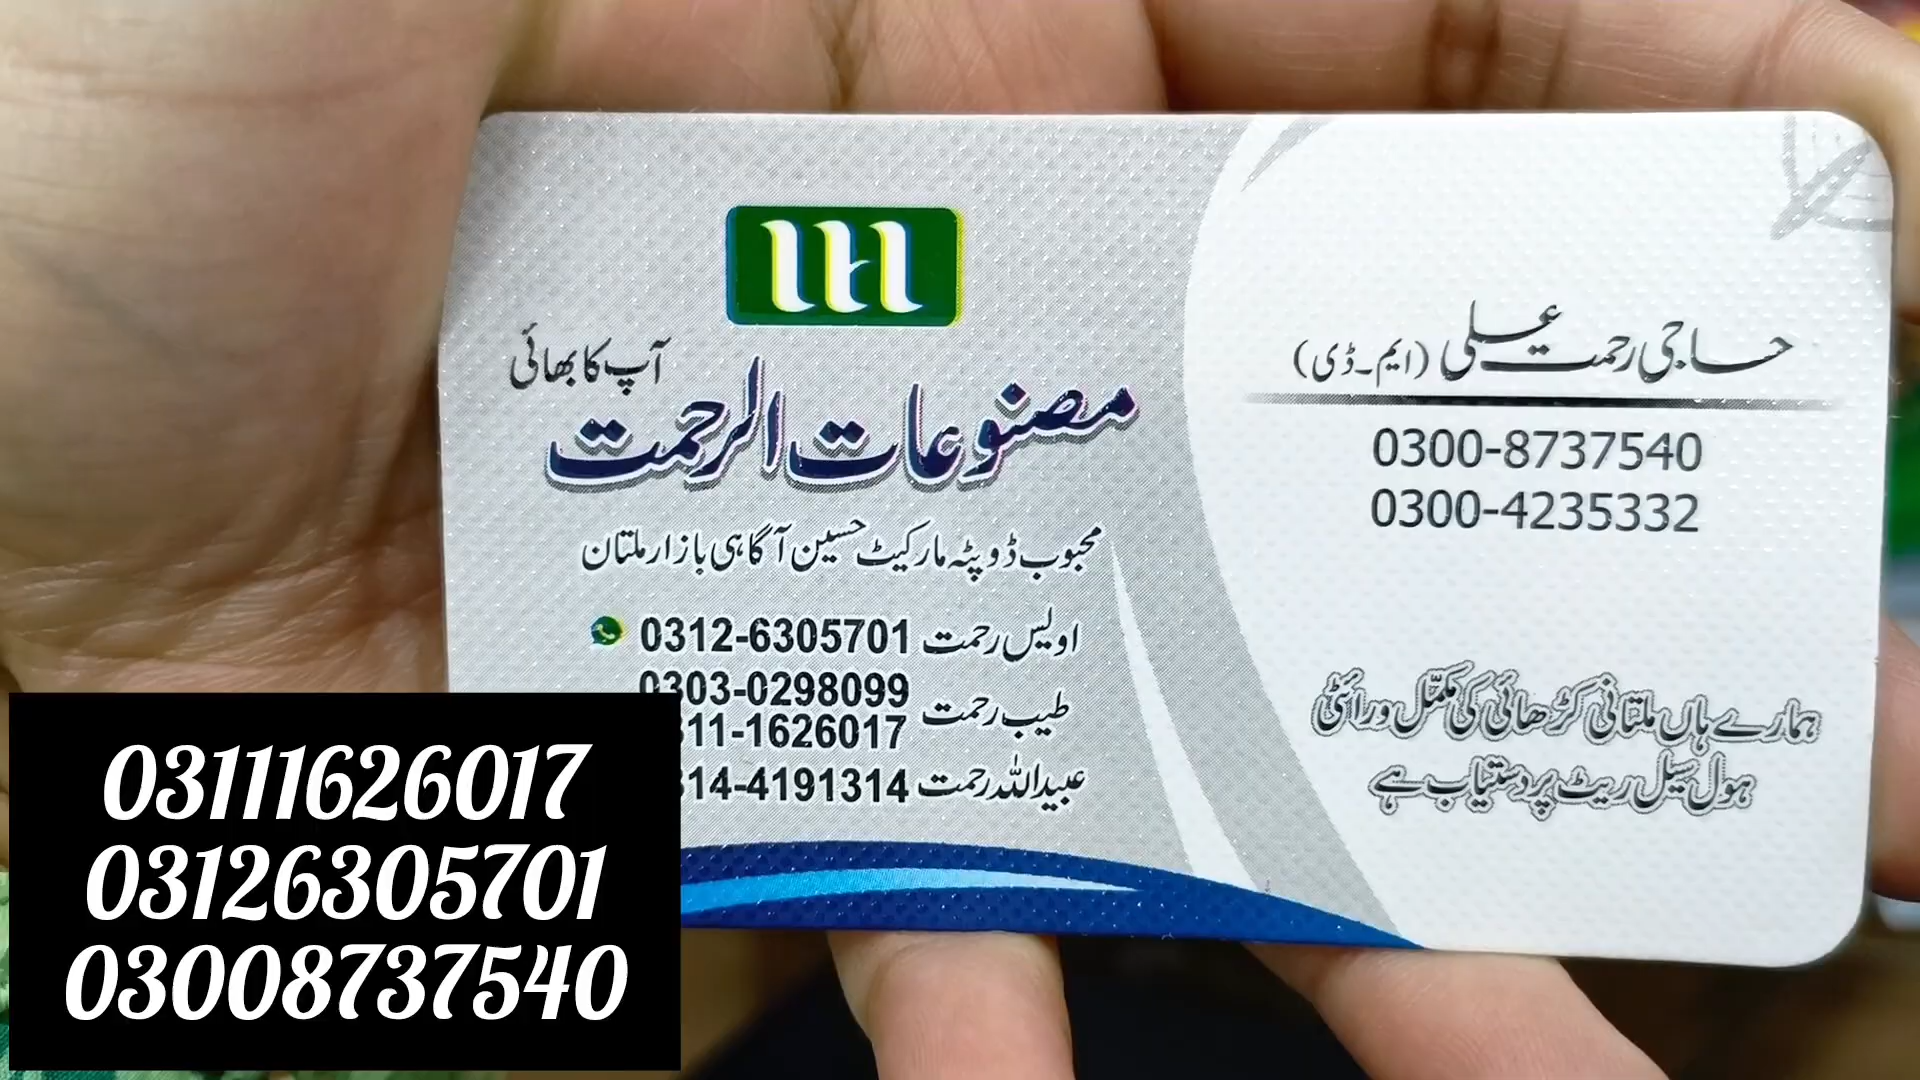 آپ کا بھائی
مصنوعات الرحمت
محبوب ڈوپٹہ مارکیٹ حسین آگاہی بازار ملتان
اویس رحمت 0312-6305701
طیب رحمت 0303-0298099
11-1626017
عبیداللہ رحمت 14-4191314
حاجی رحمت علی (ایم۔ڈی)
0300-8737540
0300-4235332
ہمارے ہاں ملتانی کڑھائی کی مکمّل ورائٹی
ہول سیل ریٹ پر دستیاب ہے
03111626017
03126305701
03008737540